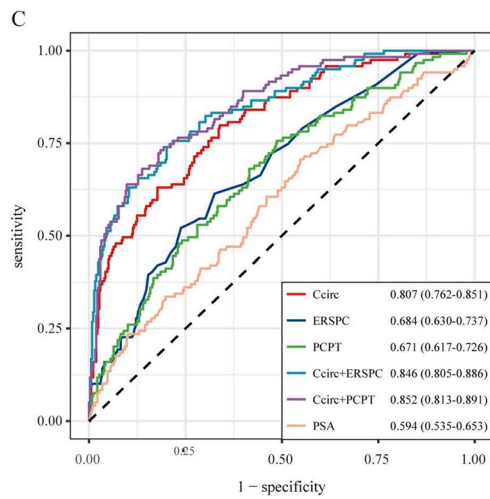 C
1.00
0.75
0.50
0.25
0.00
sensitivity
Ccirc 0.807 (0.762-0.851)
ERSPC 0.684 (0.630-0.737)
PCPT 0.671 (0.617-0.726)
Ccirc+ERSPC 0.846 (0.805-0.886)
Ccirc+PCPT 0.852 (0.813-0.891)
PSA 0.594 (0.535-0.653)
0.00 0.25 0.50 0.75 1.00
1 − specificity